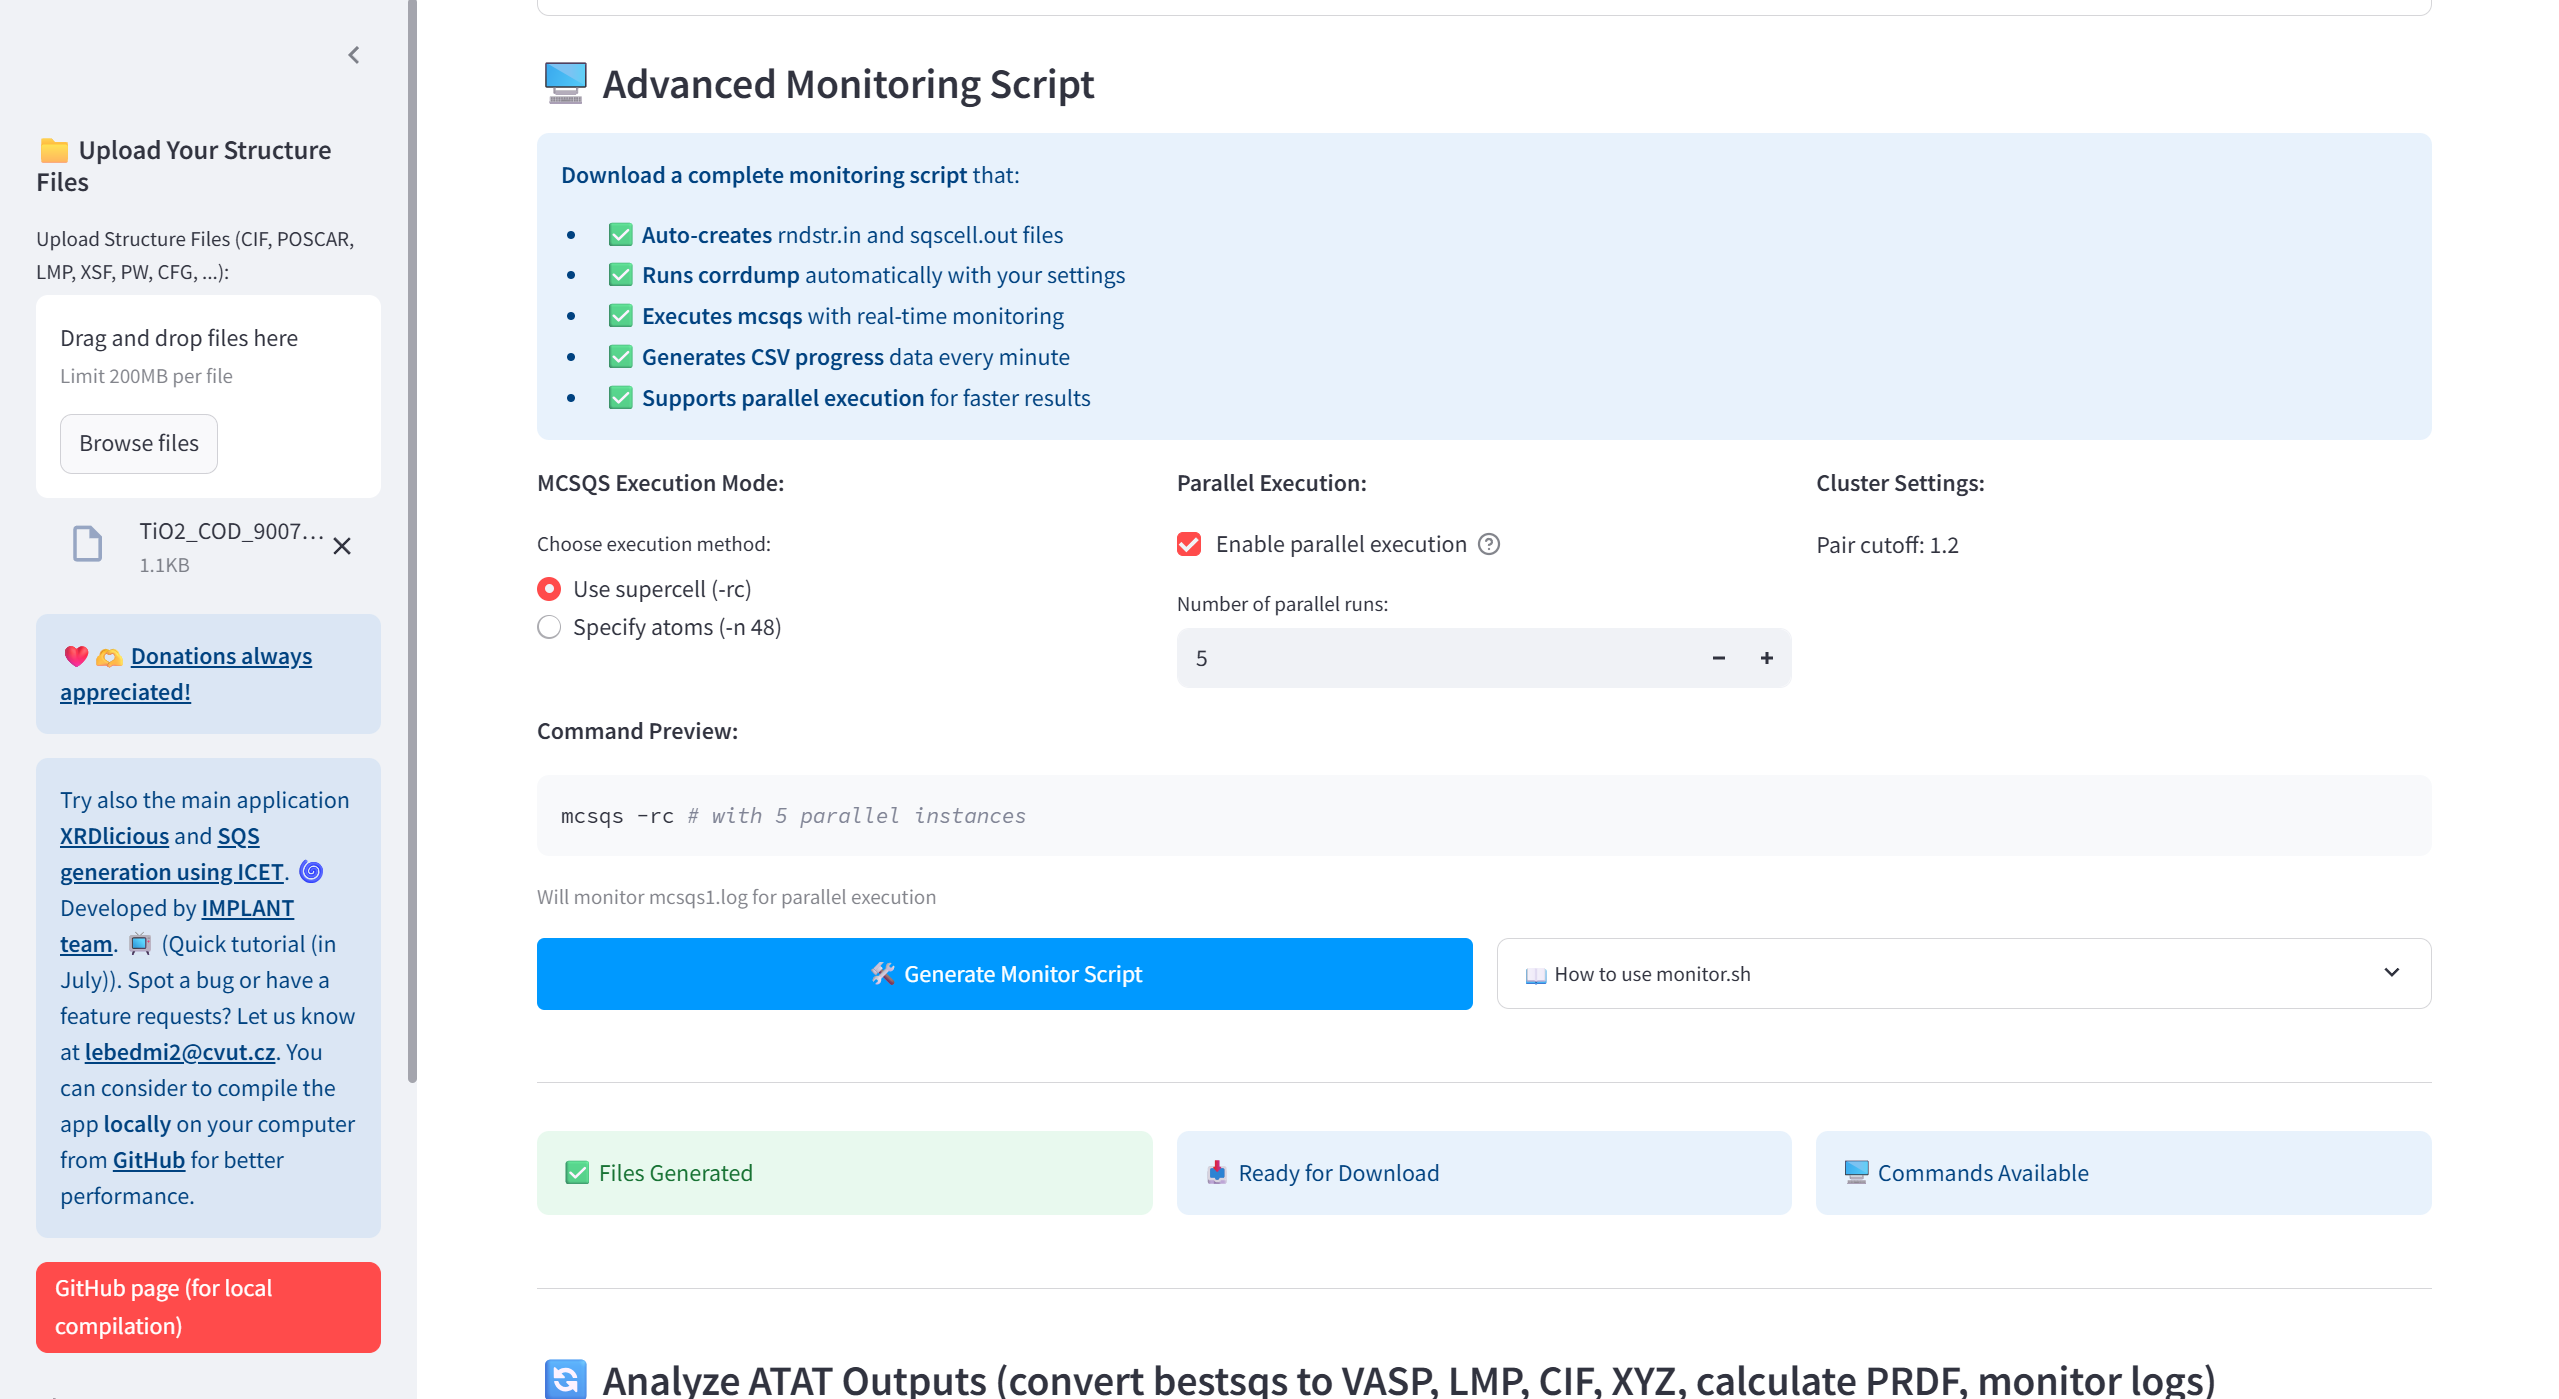 Upload Your Structure
Files
Upload Structure Files (CIF, POSCAR,
LMP, XSF, PW, CFG, ...):
Drag and drop files here
Limit 200MB per file
Browse files
TiO2_COD_9007...
1.1KB
Donations always
appreciated!
Try also the main application
XRDlicious and SQS
generation using ICET.
Developed by IMPLANT
team. (Quick tutorial (in
July)). Spot a bug or have a
feature requests? Let us know
at lebedmi2@cvut.cz. You
can consider to compile the
app locally on your computer
from GitHub for better
performance.
GitHub page (for local
compilation)
Advanced Monitoring Script
Download a complete monitoring script that:
• ✅ Auto-creates rndstr.in and sqscell.out files
• ✅ Runs corrdump automatically with your settings
• ✅ Executes mcsqs with real-time monitoring
• ✅ Generates CSV progress data every minute
• ✅ Supports parallel execution for faster results
MCSQS Execution Mode:
Choose execution method:
Use supercell (-rc)
Specify atoms (-n 48)
Parallel Execution:
Enable parallel execution
Number of parallel runs:
5
Cluster Settings:
Pair cutoff: 1.2
Command Preview:
mcsqs -rc # with 5 parallel instances
Will monitor mcsqs1.log for parallel execution
Generate Monitor Script
How to use monitor.sh
Files Generated
Ready for Download
Commands Available
Analyze ATAT Outputs (convert bestsqs to VASP, LMP, CIF, XYZ, calculate PRDF, monitor logs)